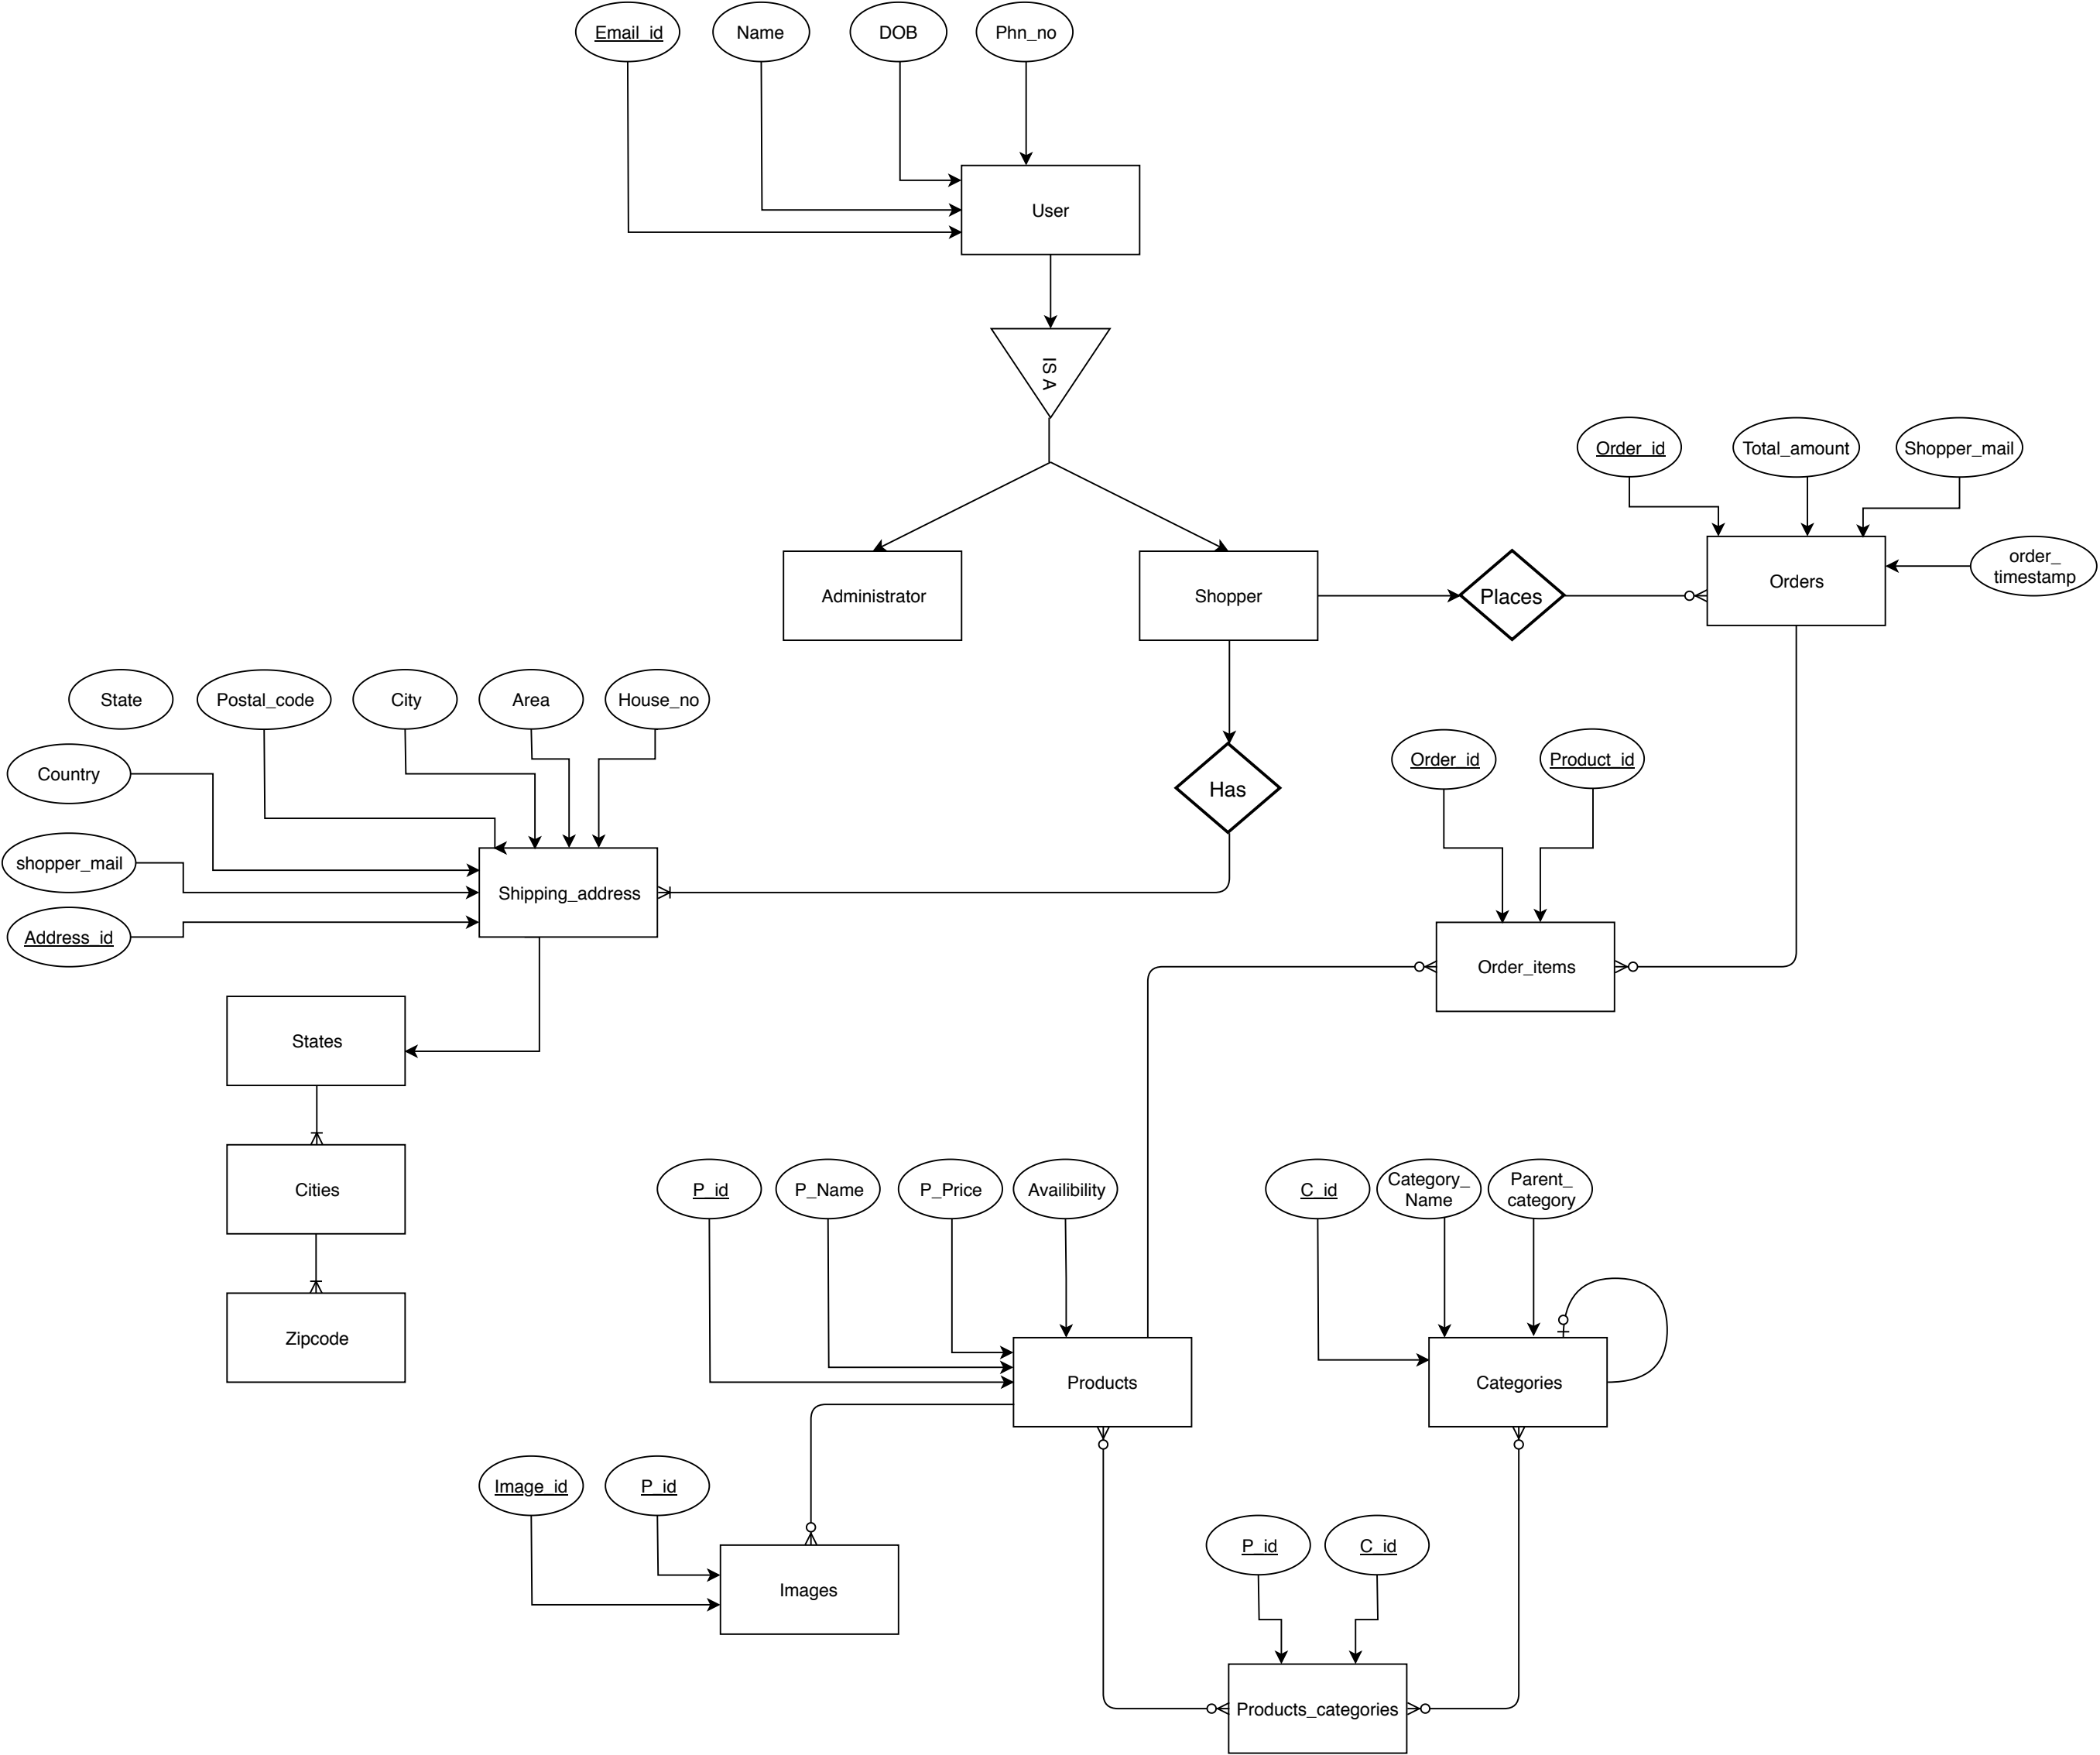 Email_id
Name
DOB
Phn_no
User
IS A
Order_id
Total_amount
Shopper_mail
order_
timestamp
Orders
Administrator
Shopper
Places
State
Postal_code
City
Area
House_no
Country
shopper_mail
Address_id
Shipping_address
Has
Order_id
Product_id
Order_items
States
Cities
Zipcode
P_id
P_Name
P_Price
Availibility
C_id
Category_
Name
Parent_
category
Products
Categories
Image_id
P_id
Images
P_id
C_id
Products_categories